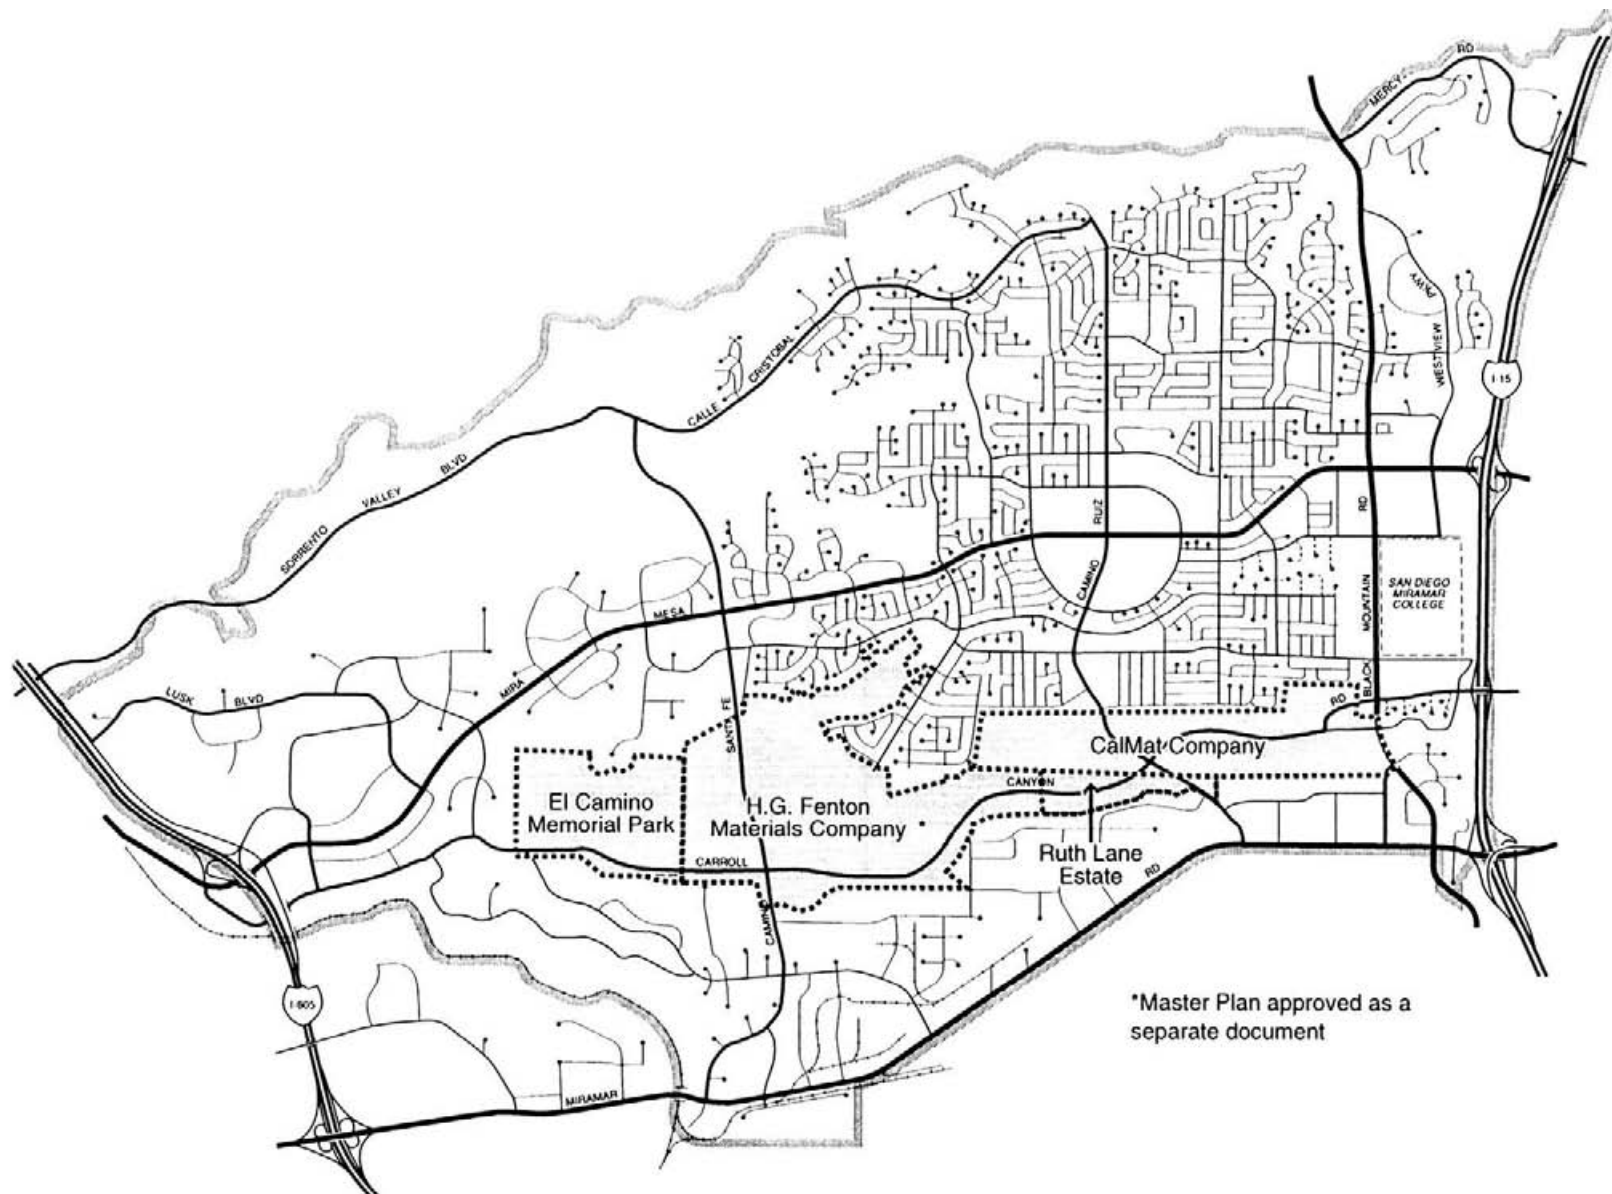 MERCY
RD
PKWY
WESTVIEW
I-15
CALLE
CRISTOBAL
SORRENTO
VALLEY
BLVD
RUIZ
CAMINO
RD
MOUNTAIN
BLACK
SAN DIEGO
MIRAMAR
COLLEGE
MESA
MIRA
LUSK
BLVD
SANTA FE
CAMINO
RD
CalMat Company
CANYON
El Camino
Memorial Park
H.G. Fenton
Materials Company
CARROLL
Ruth Lane
Estate
RD
I-805
MIRAMAR
*Master Plan approved as a
separate document